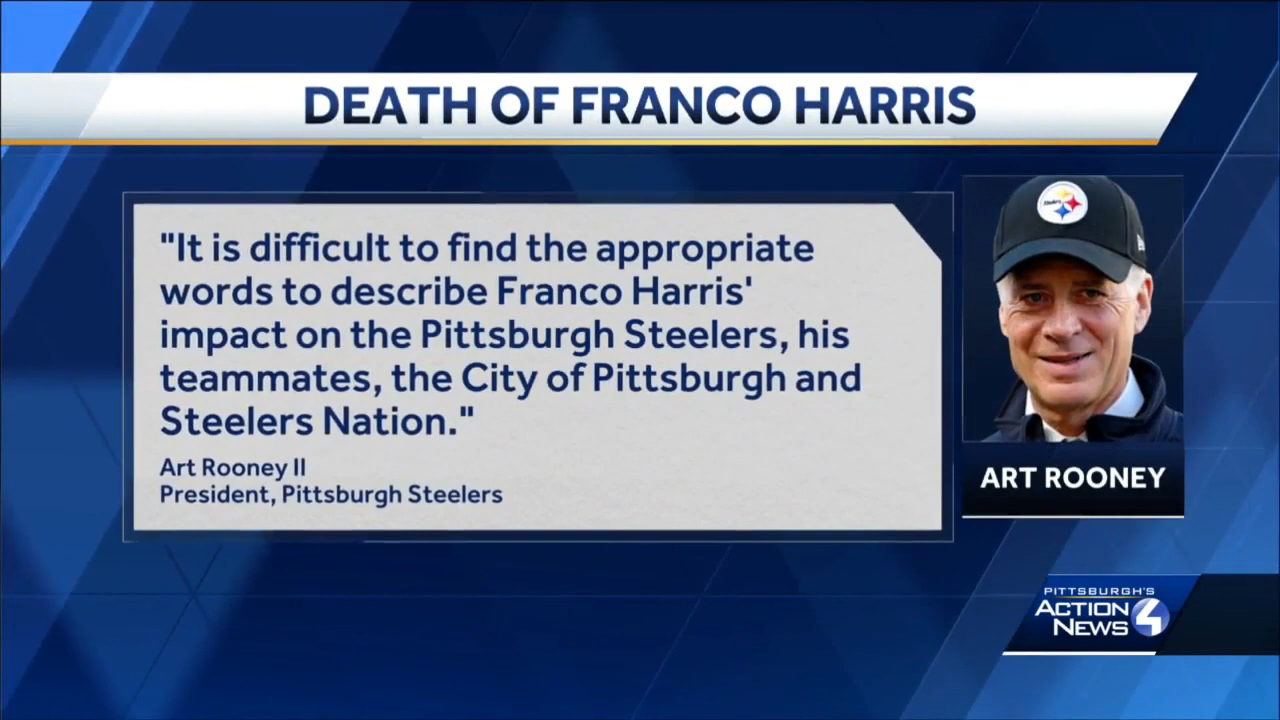 DEATH OF FRANCO HARRIS
"It is difficult to find the appropriate
words to describe Franco Harris'
impact on the Pittsburgh Steelers, his
teammates, the City of Pittsburgh and
Steelers Nation."
Art Rooney II
President, Pittsburgh Steelers
Steelers
ART ROONEY
PITTSBURGH'S
ACTION
NEWS 4